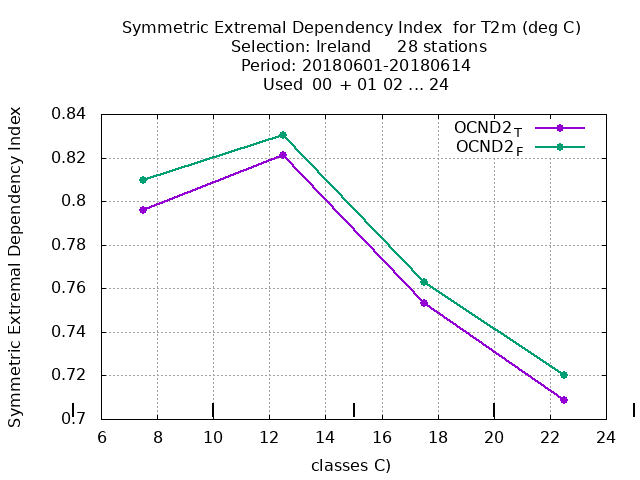 Symmetric Extremal Dependency Index  for T2m (deg C)
Selection: Ireland     28 stations
Period: 20180601-20180614
Used  00 + 01 02 ... 24
Symmetric Extremal Dependency Index
0.84
0.82
0.8
0.78
0.76
0.74
0.72
0.7
OCND2T
OCND2F
6 8 10 12 14 16 18 20 22 24
classes C)